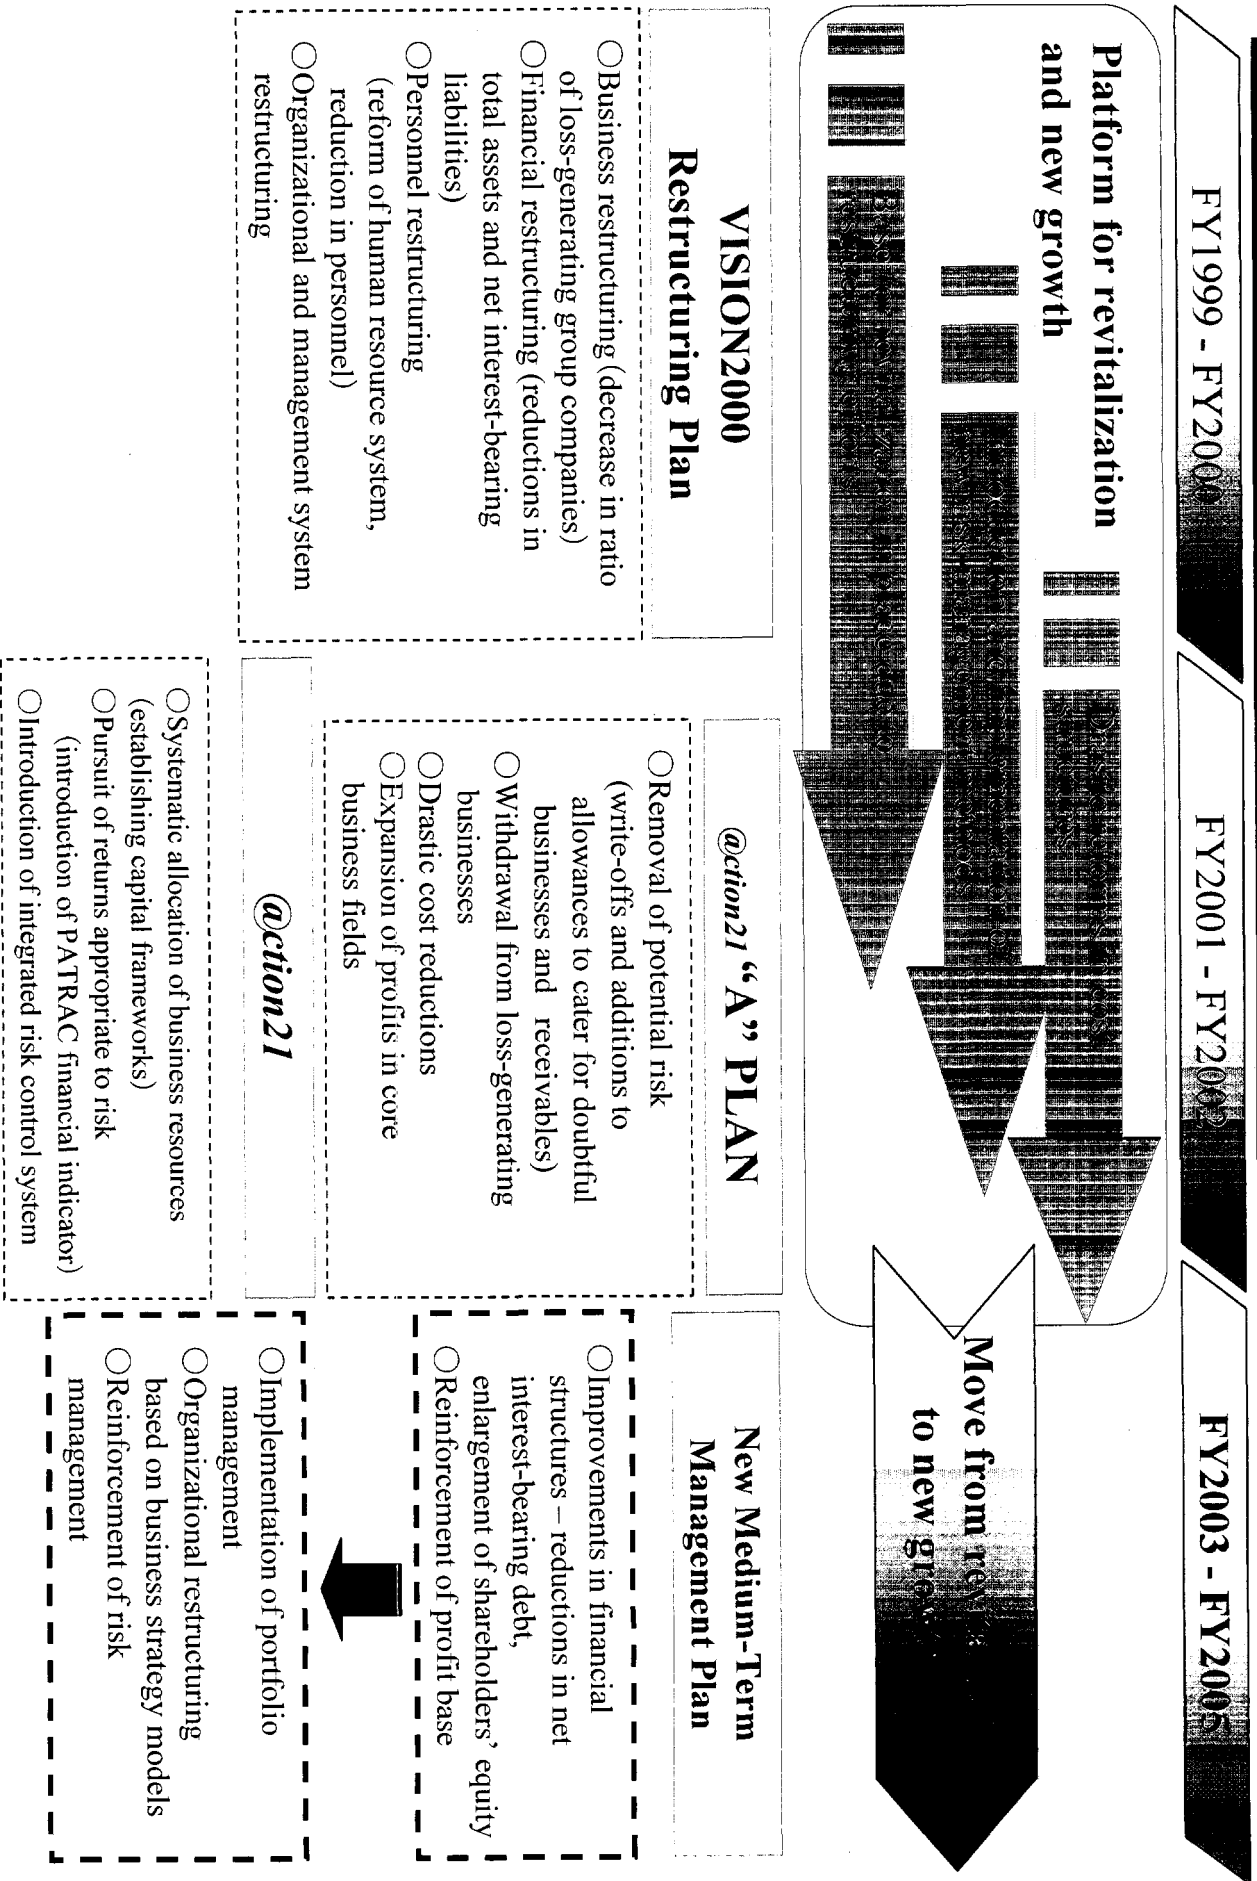 FY1999 - FY2000
FY2001 - FY2002
FY2003 - FY2005
Platform for revitalization
and new growth
Drastic
cost
Move from
to new
VISION2000
Restructuring Plan
○Business restructuring (decrease in ratio
of loss-generating group companies)
○Financial restructuring (reductions in
total assets and net interest-bearing
liabilities)
○Personnel restructuring
(reform of human resource system,
reduction in personnel)
○Organizational and management system
restructuring
@ction21 “A” PLAN
○Removal of potential risk
(write-offs and additions to
allowances to cater for doubtful
businesses and receivables)
○Withdrawal from loss-generating
businesses
○Drastic cost reductions
○Expansion of profits in core
business fields
@ction21
○Systematic allocation of business resources
(establishing capital frameworks)
○Pursuit of returns appropriate to risk
(introduction of PATRAC financial indicator)
○Introduction of integrated risk control system
New Medium-Term
Management Plan
○Improvements in financial
structures – reductions in net
interest-bearing debt,
enlargement of shareholders’ equity
○Reinforcement of profit base
○Implementation of portfolio
management
○Organizational restructuring
based on business strategy models
○Reinforcement of risk
management